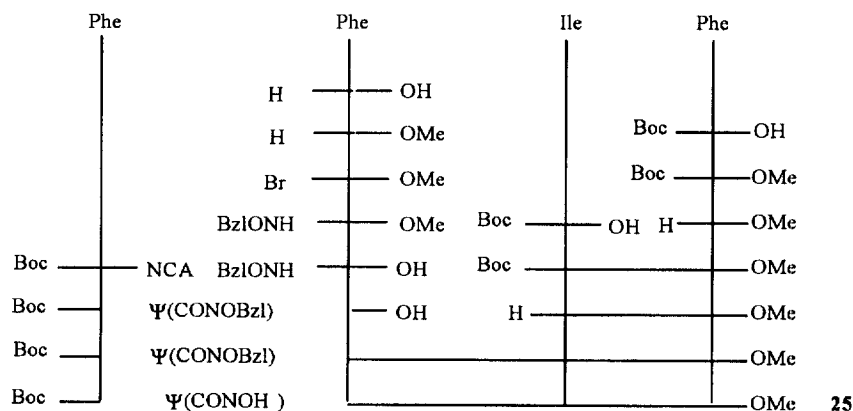 Phe Phe Ile Phe
H OH
Boc OH
H OMe
Boc OMe
Br OMe
BzlONH OMe Boc OH H OMe
Boc NCA BzlONH OH Boc OMe
Boc Ψ(CONOBzl) OH H OMe
Boc Ψ(CONOBzl) OMe
Boc Ψ(CONOH ) OMe 25